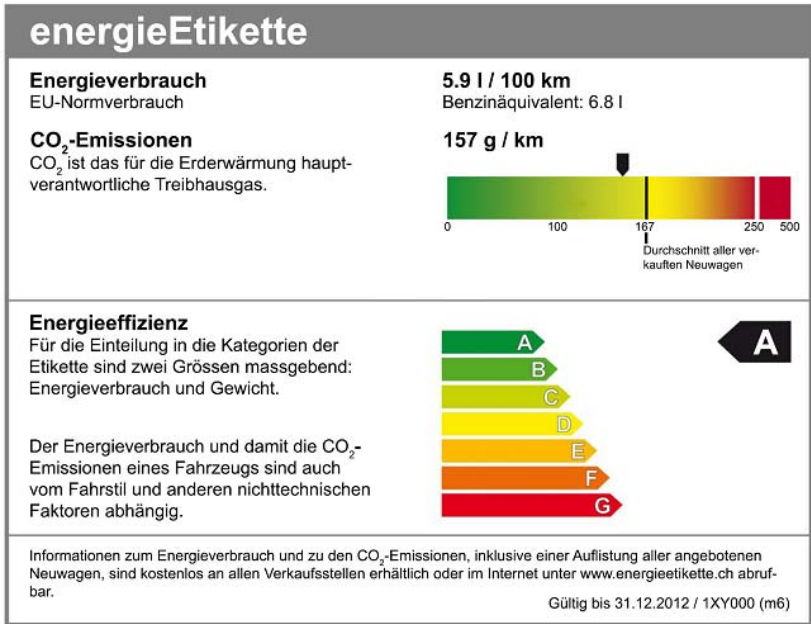 energieEtikette
Energieverbrauch
EU-Normverbrauch
5.9 l / 100 km
Benzinäquivalent: 6.8 l
CO₂-Emissionen
CO₂ ist das für die Erderwärmung haupt-
verantwortliche Treibhausgas.
157 g / km
0 100 167 250 500
Durchschnitt aller ver-
kauften Neuwagen
Energieeffizienz
Für die Einteilung in die Kategorien der
Etikette sind zwei Grössen massgebend:
Energieverbrauch und Gewicht.
Der Energieverbrauch und damit die CO₂-
Emissionen eines Fahrzeugs sind auch
vom Fahrstil und anderen nichttechnischen
Faktoren abhängig.
A
B
C
D
E
F
G
A
Informationen zum Energieverbrauch und zu den CO₂-Emissionen, inklusive einer Auflistung aller angebotenen
Neuwagen, sind kostenlos an allen Verkaufsstellen erhältlich oder im Internet unter www.energieetikette.ch abruf-
bar.
Gültig bis 31.12.2012 / 1XY000 (m6)